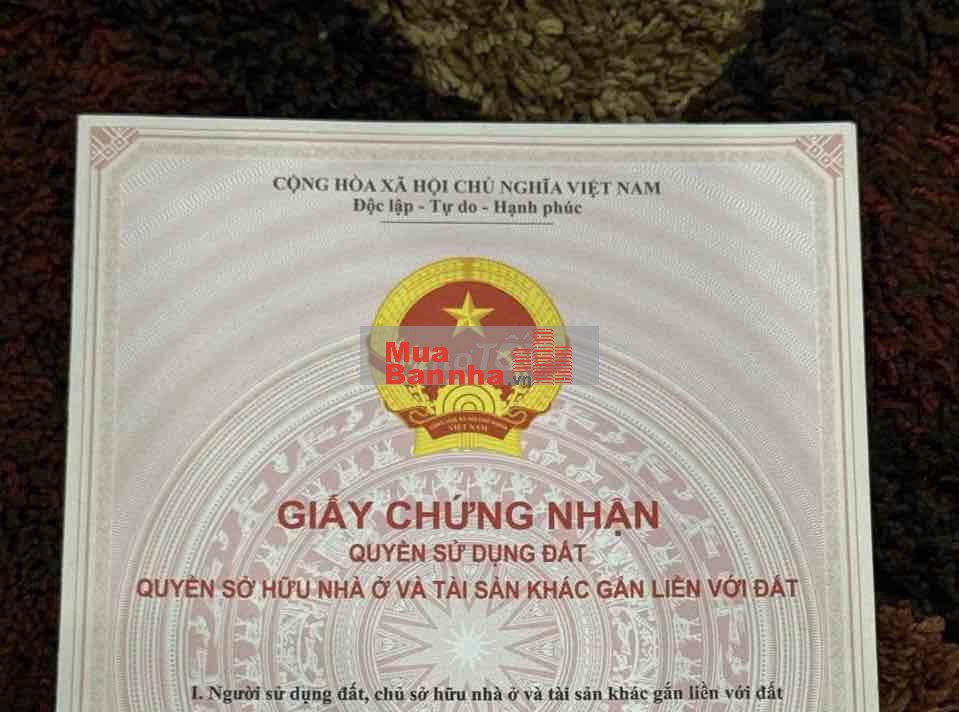 CỘNG HÒA XÃ HỘI CHỦ NGHĨA VIỆT NAM
Độc lập - Tự do - Hạnh phúc
Mua
Bannha.vn
VIỆT NAM
GIẤY CHỨNG NHẬN
QUYỀN SỬ DỤNG ĐẤT
QUYỀN SỞ HỮU NHÀ Ở VÀ TÀI SẢN KHÁC GẮN LIỀN VỚI ĐẤT
I. Người sử dụng đất, chủ sở hữu nhà ở và tài sản khác gắn liền với đất